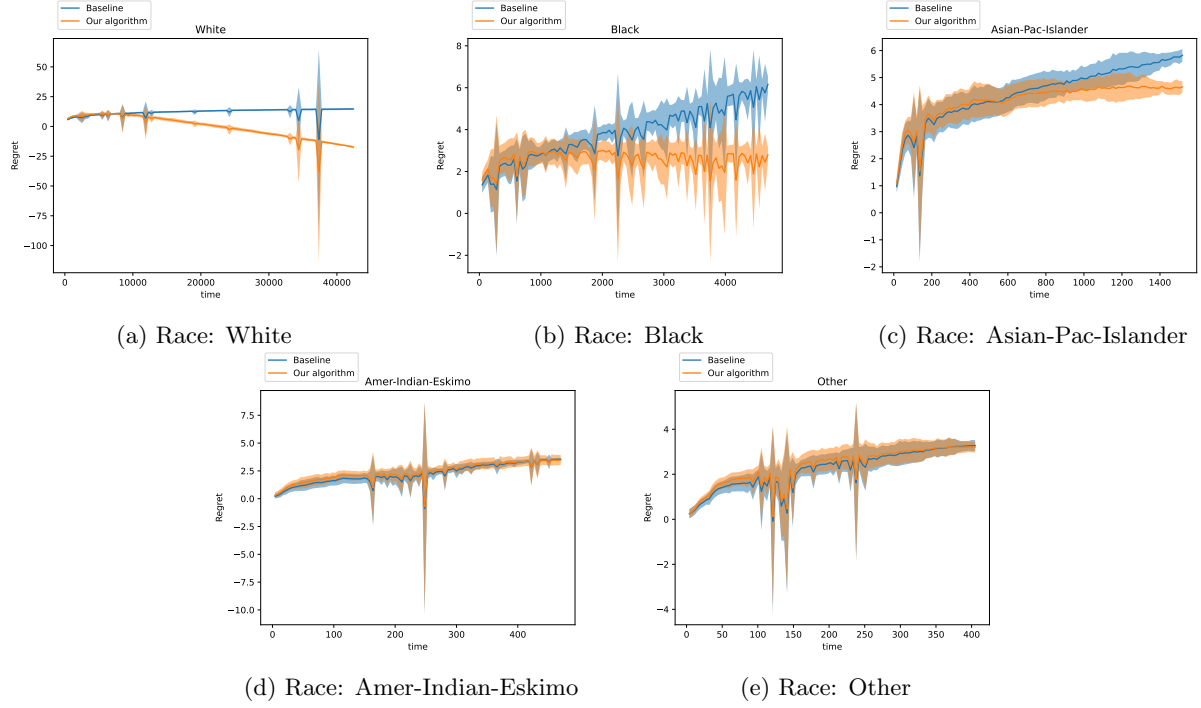 Baseline
Our algorithm
White
50
25
0
−25
−50
−75
−100
Regret
0
10000
20000
30000
40000
time
(a) Race: White
Baseline
Our algorithm
Black
8
6
4
2
0
−2
Regret
0
1000
2000
3000
4000
time
(b) Race: Black
Baseline
Our algorithm
Asian-Pac-Islander
6
5
4
3
2
1
0
−1
−2
Regret
0
200
400
600
800
1000
1200
1400
time
(c) Race: Asian-Pac-Islander
Baseline
Our algorithm
Amer-Indian-Eskimo
7.5
5.0
2.5
0.0
−2.5
−5.0
−7.5
−10.0
Regret
0
100
200
300
400
time
(d) Race: Amer-Indian-Eskimo
Baseline
Our algorithm
Other
4
2
0
−2
−4
Regret
0
50
100
150
200
250
300
350
400
time
(e) Race: Other